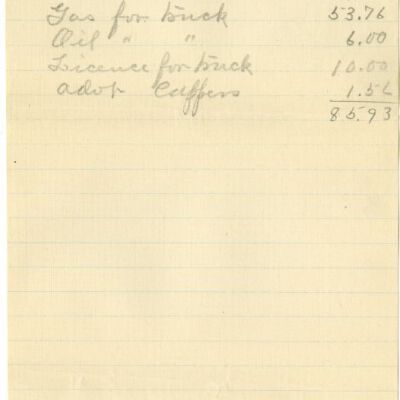 Gas for truck 53.76
Oil " " 6.00
Licence for truck 10.00
1.56
85.93